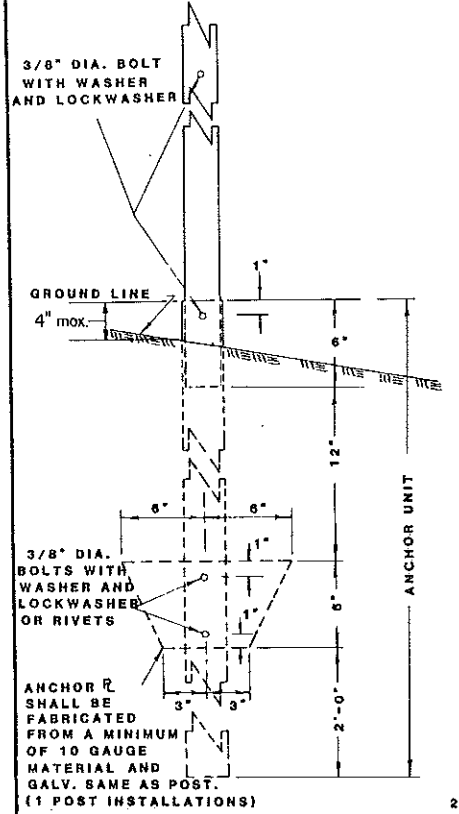 3/8" DIA. BOLT
WITH WASHER
AND LOCKWASHER
1"
GROUND LINE
4" max.
6"
12"
ANCHOR UNIT
6"
6"
1"
3/8" DIA.
BOLTS WITH
WASHER AND
LOCKWASHER
OR RIVETS
1"
6"
3"
3"
2'-0"
ANCHOR PL
SHALL BE
FABRICATED
FROM A MINIMUM
OF 10 GAUGE
MATERIAL AND
GALV. SAME AS POST.
(1 POST INSTALLATIONS)
2